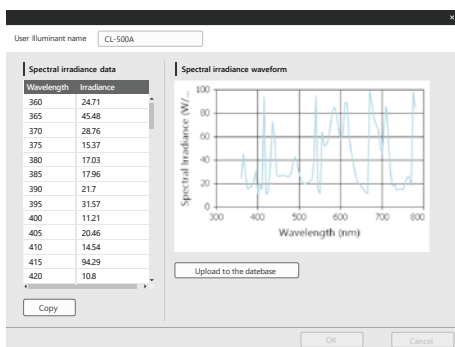 ×
User Illuminant name CL-500A
Spectral irradiance data
Wavelength Irradiance
360 24.71
365 45.48
370 28.76
375 15.37
380 17.03
385 17.96
390 21.7
395 31.57
400 11.21
405 20.46
410 14.54
415 94.29
420 10.8
Copy
Spectral irradiance waveform
Spectral Irradiance (W/...
100
80
60
40
20
0
300 400 500 600 700 800
Wavelength (nm)
Upload to the datebase
OK Cancel